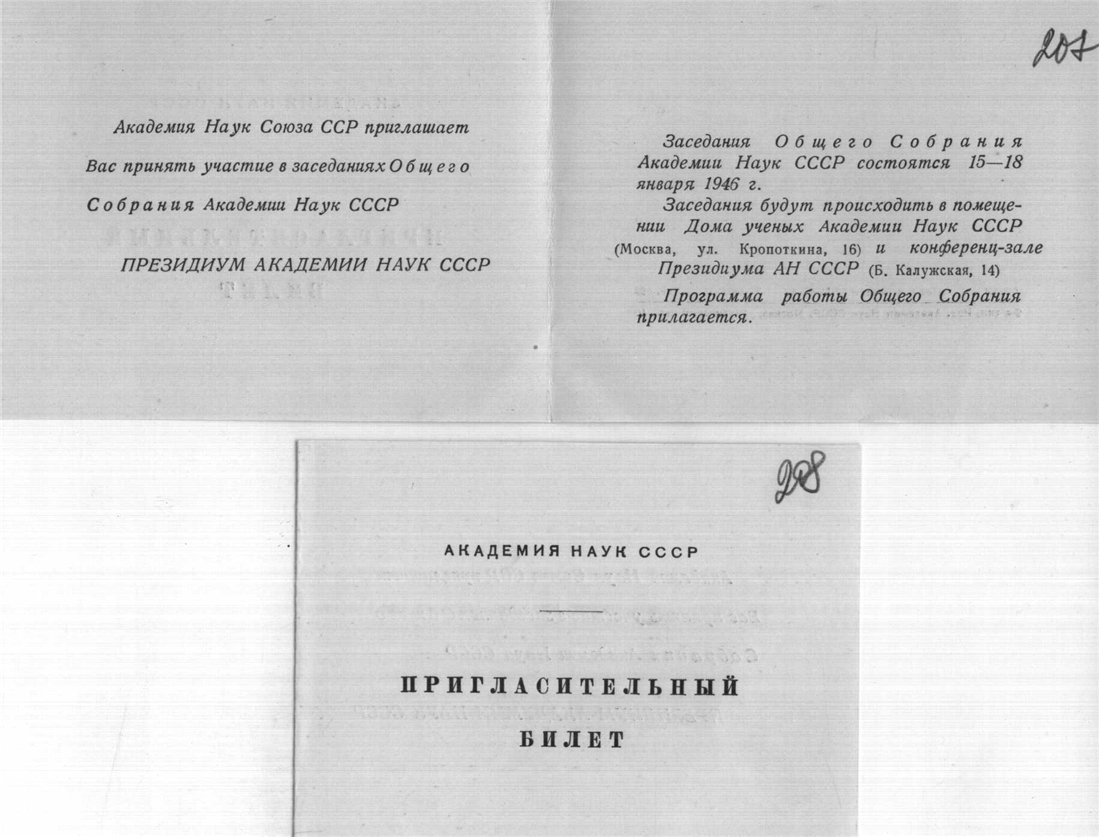 Академия Наук Союза ССР приглашает
Вас принять участие в заседаниях Общего
Собрания Академии Наук СССР
ПРЕЗИДИУМ АКАДЕМИИ НАУК СССР
Заседания Общего Собрания
Академии Наук СССР состоятся 15—18
января 1946 г.
Заседания будут происходить в помеще-
нии Дома ученых Академии Наук СССР
(Москва, ул. Кропоткина, 16) и конференц-зале
Президиума АН СССР (Б. Калужская, 14)
Программа работы Общего Собрания
прилагается.
АКАДЕМИЯ НАУК СССР
ПРИГЛАСИТЕЛЬНЫЙ
БИЛЕТ